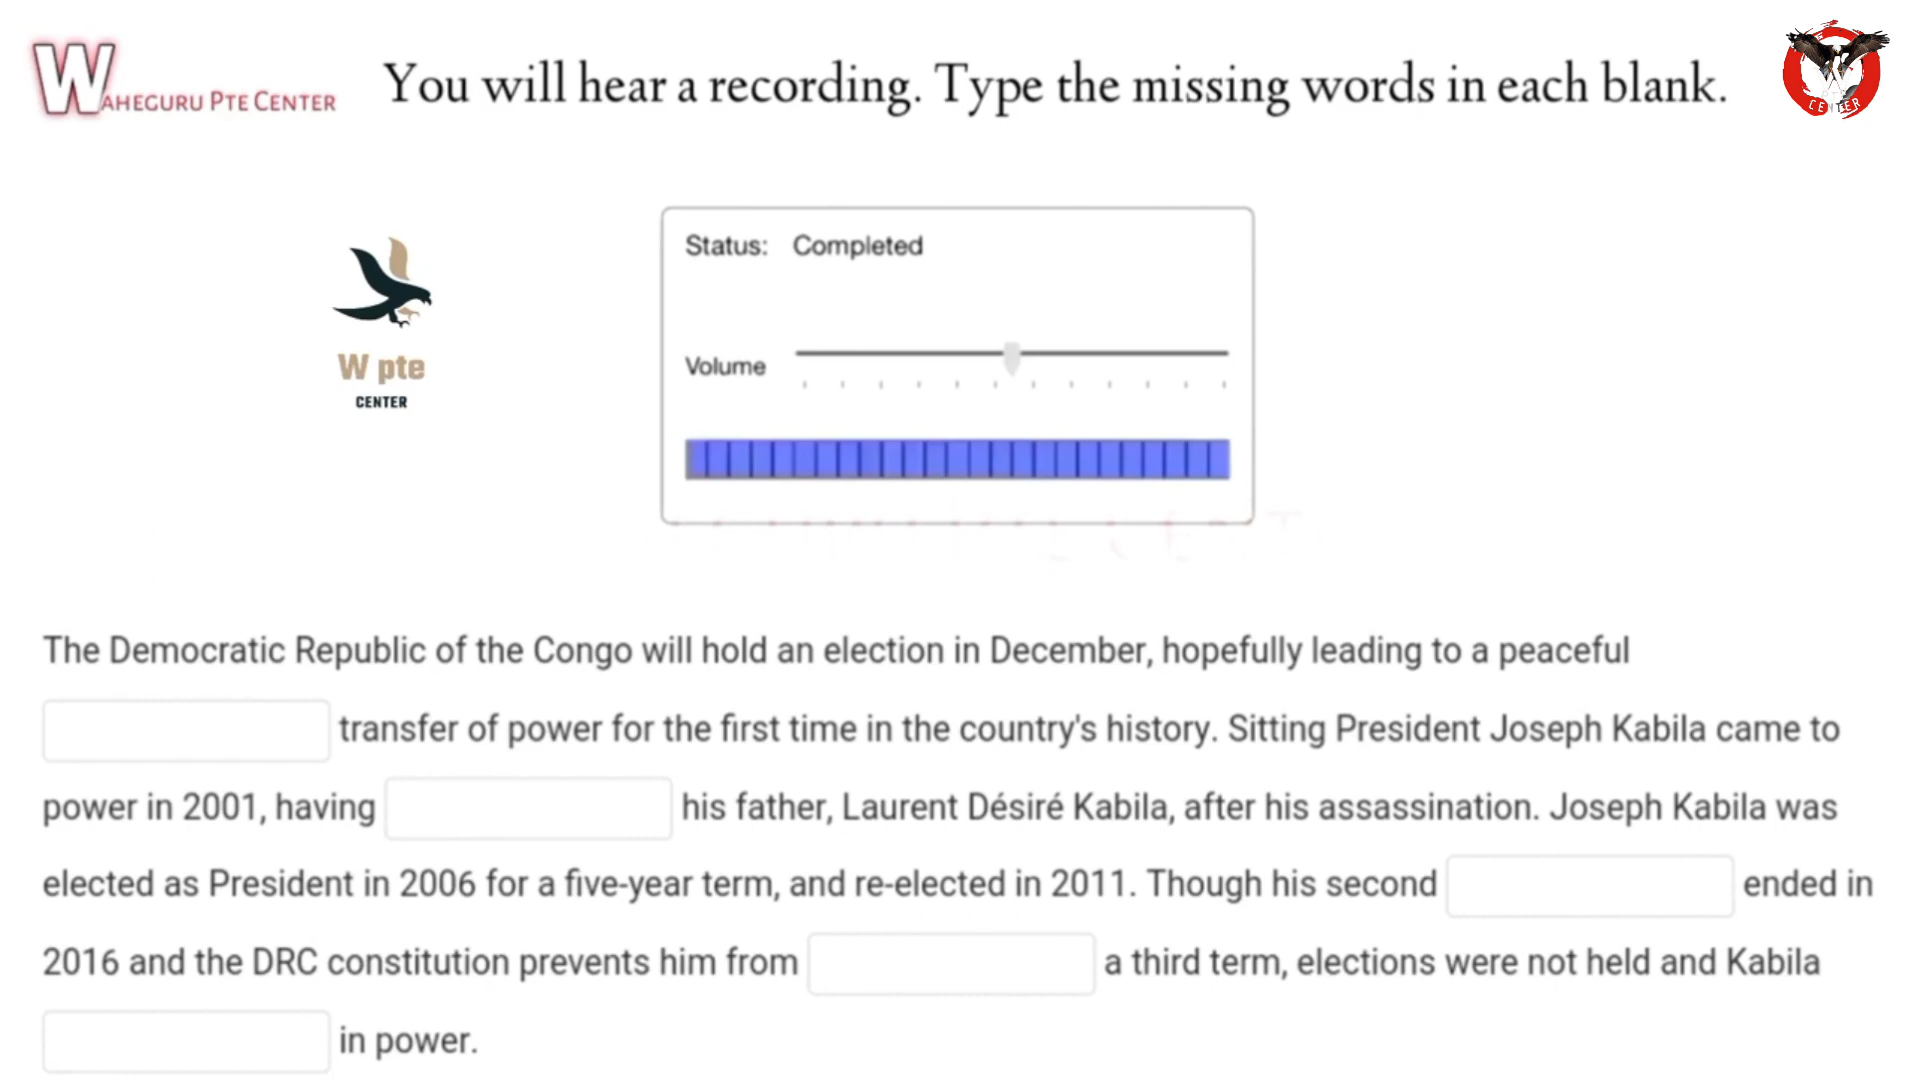 WAHEGURU PTE CENTER
You will hear a recording. Type the missing words in each blank.
CENTER
Status: Completed
Volume
W pte
CENTER
The Democratic Republic of the Congo will hold an election in December, hopefully leading to a peaceful
transfer of power for the first time in the country's history. Sitting President Joseph Kabila came to
power in 2001, having his father, Laurent Désiré Kabila, after his assassination. Joseph Kabila was
elected as President in 2006 for a five-year term, and re-elected in 2011. Though his second ended in
2016 and the DRC constitution prevents him from a third term, elections were not held and Kabila
in power.